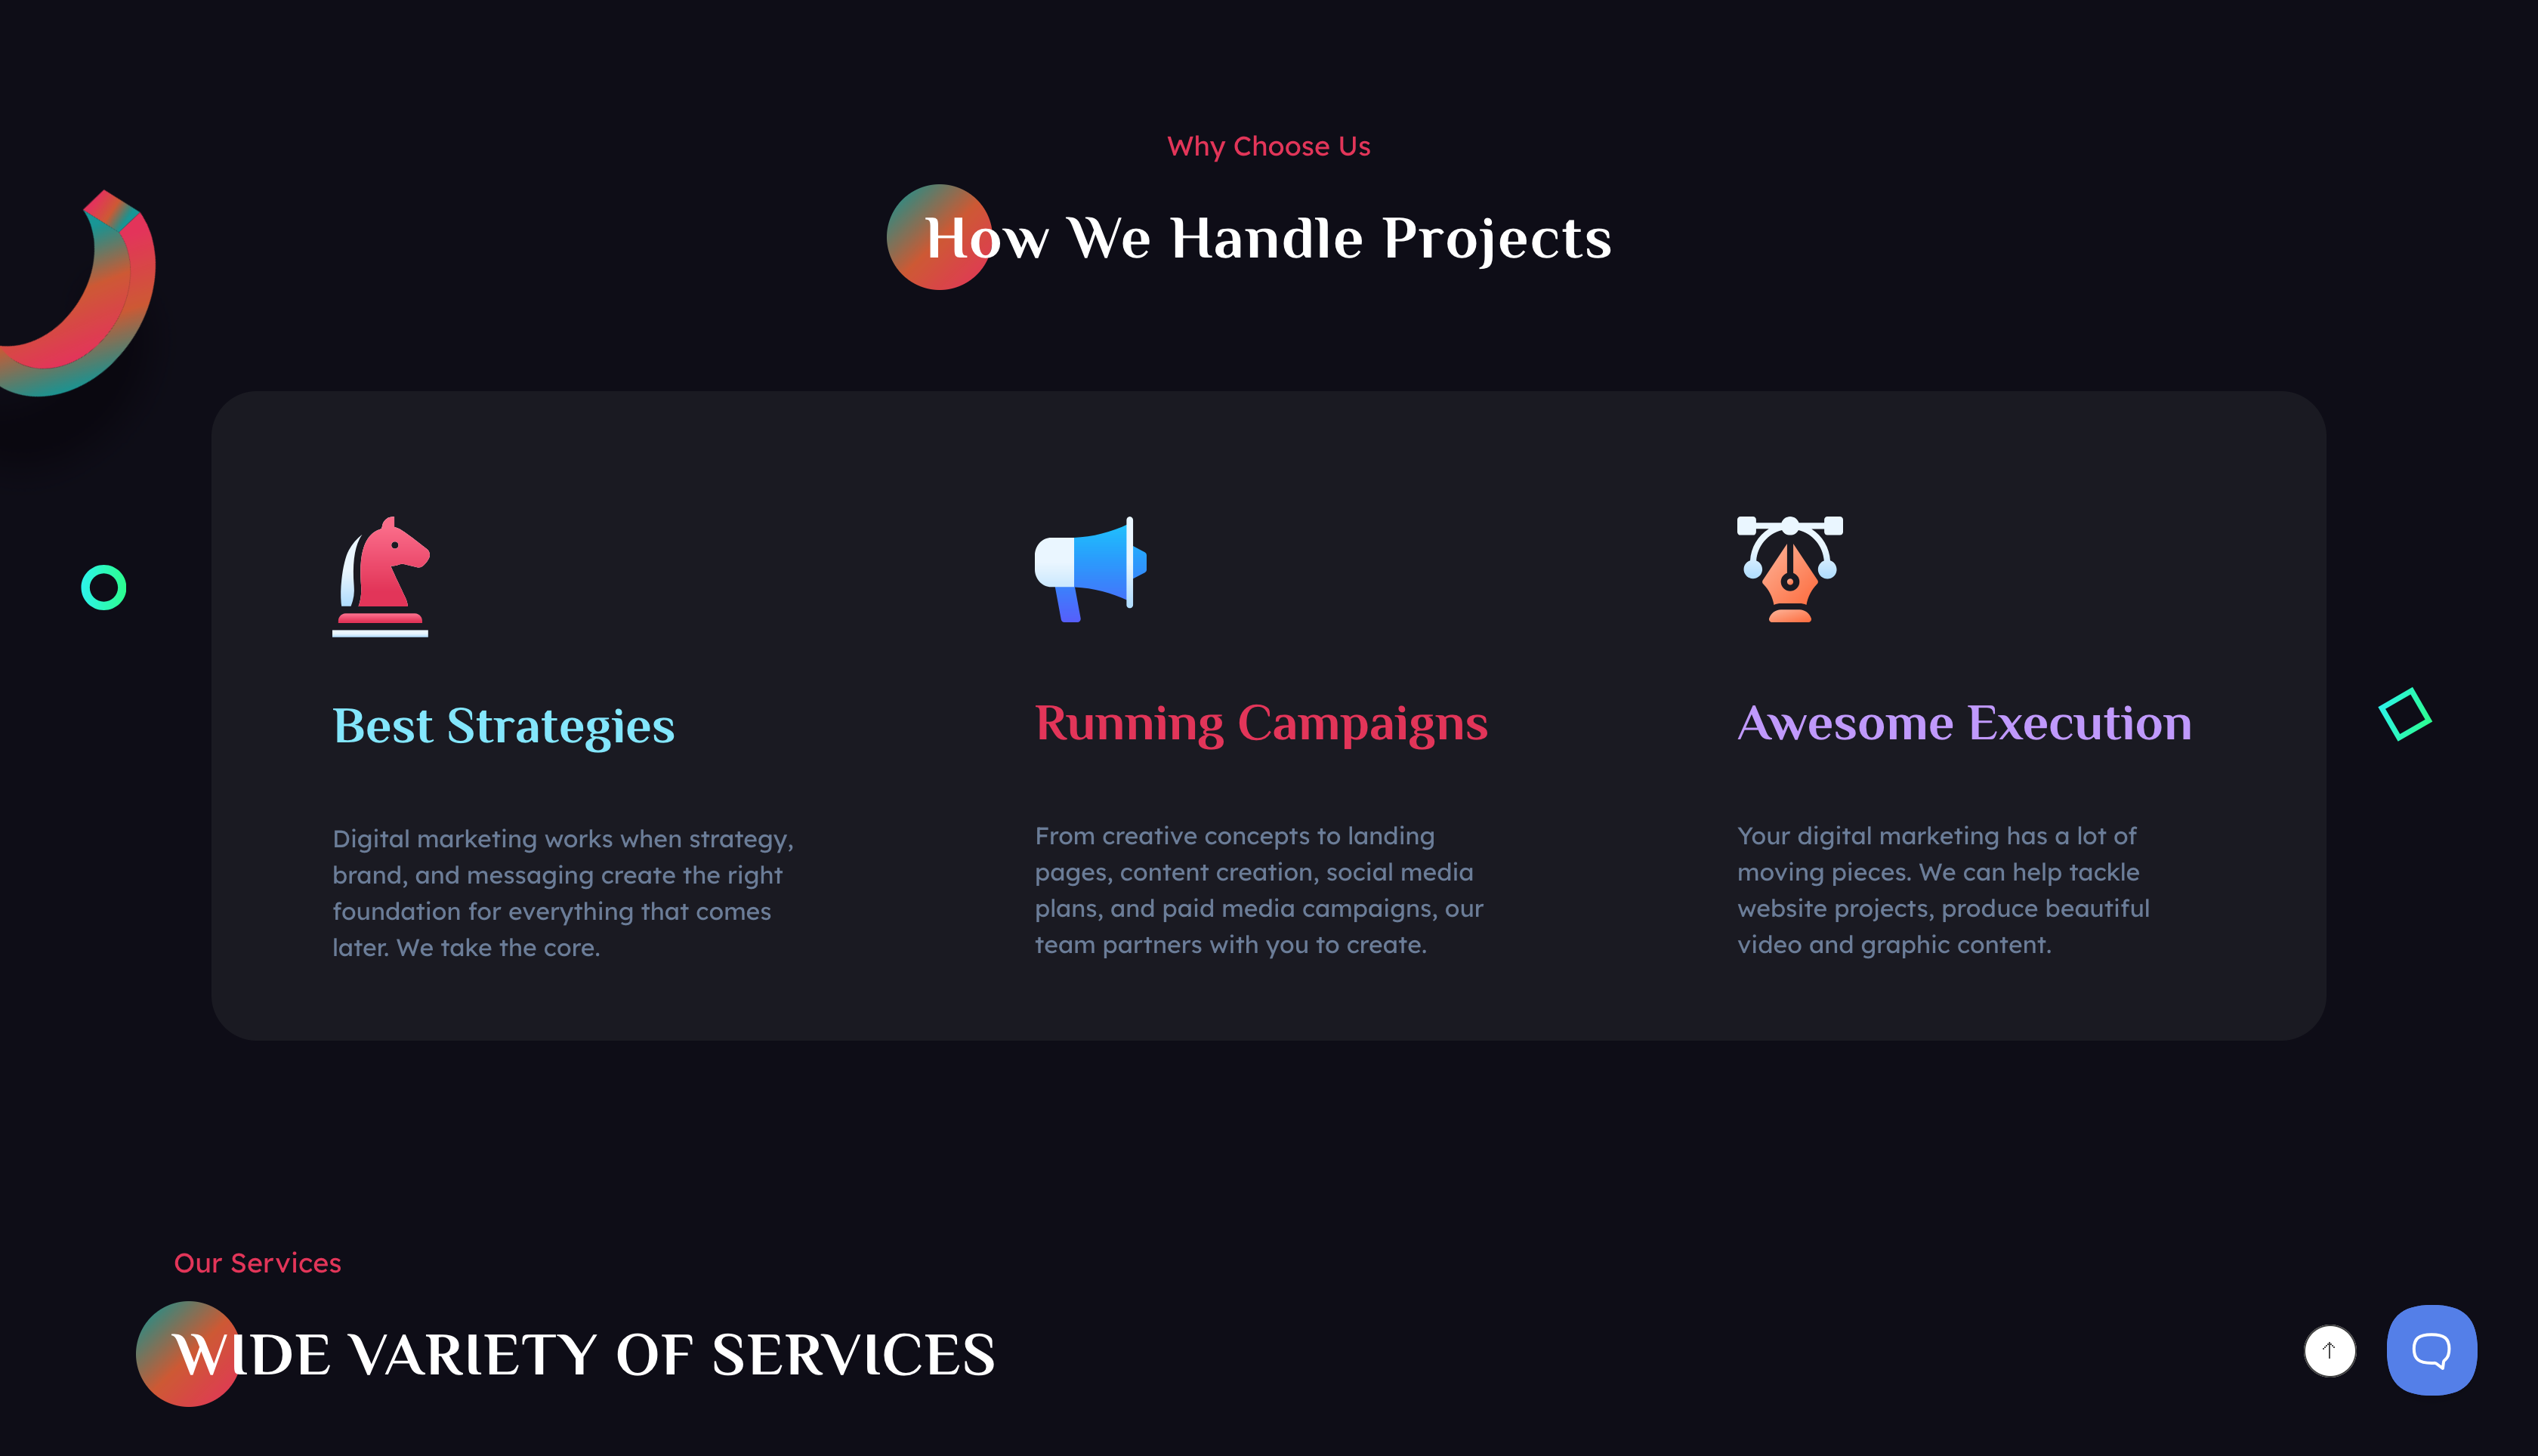 Why Choose Us
How We Handle Projects
Best Strategies
Digital marketing works when strategy,
brand, and messaging create the right
foundation for everything that comes
later. We take the core.
Running Campaigns
From creative concepts to landing
pages, content creation, social media
plans, and paid media campaigns, our
team partners with you to create.
Awesome Execution
Your digital marketing has a lot of
moving pieces. We can help tackle
website projects, produce beautiful
video and graphic content.
Our Services
WIDE VARIETY OF SERVICES